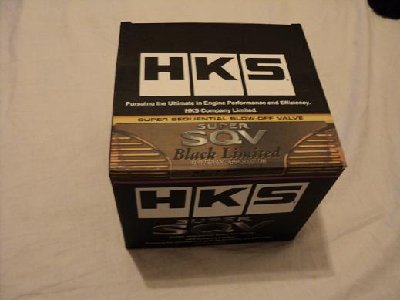 HKS
Pursuing the Ultimate in Engine Performance and Efficiency.
HKS Company Limited.
SUPER SEQUENTIAL BLOW-OFF VALVE
SUPER
SQV
Black Limited
HKS
SUPER
SQV